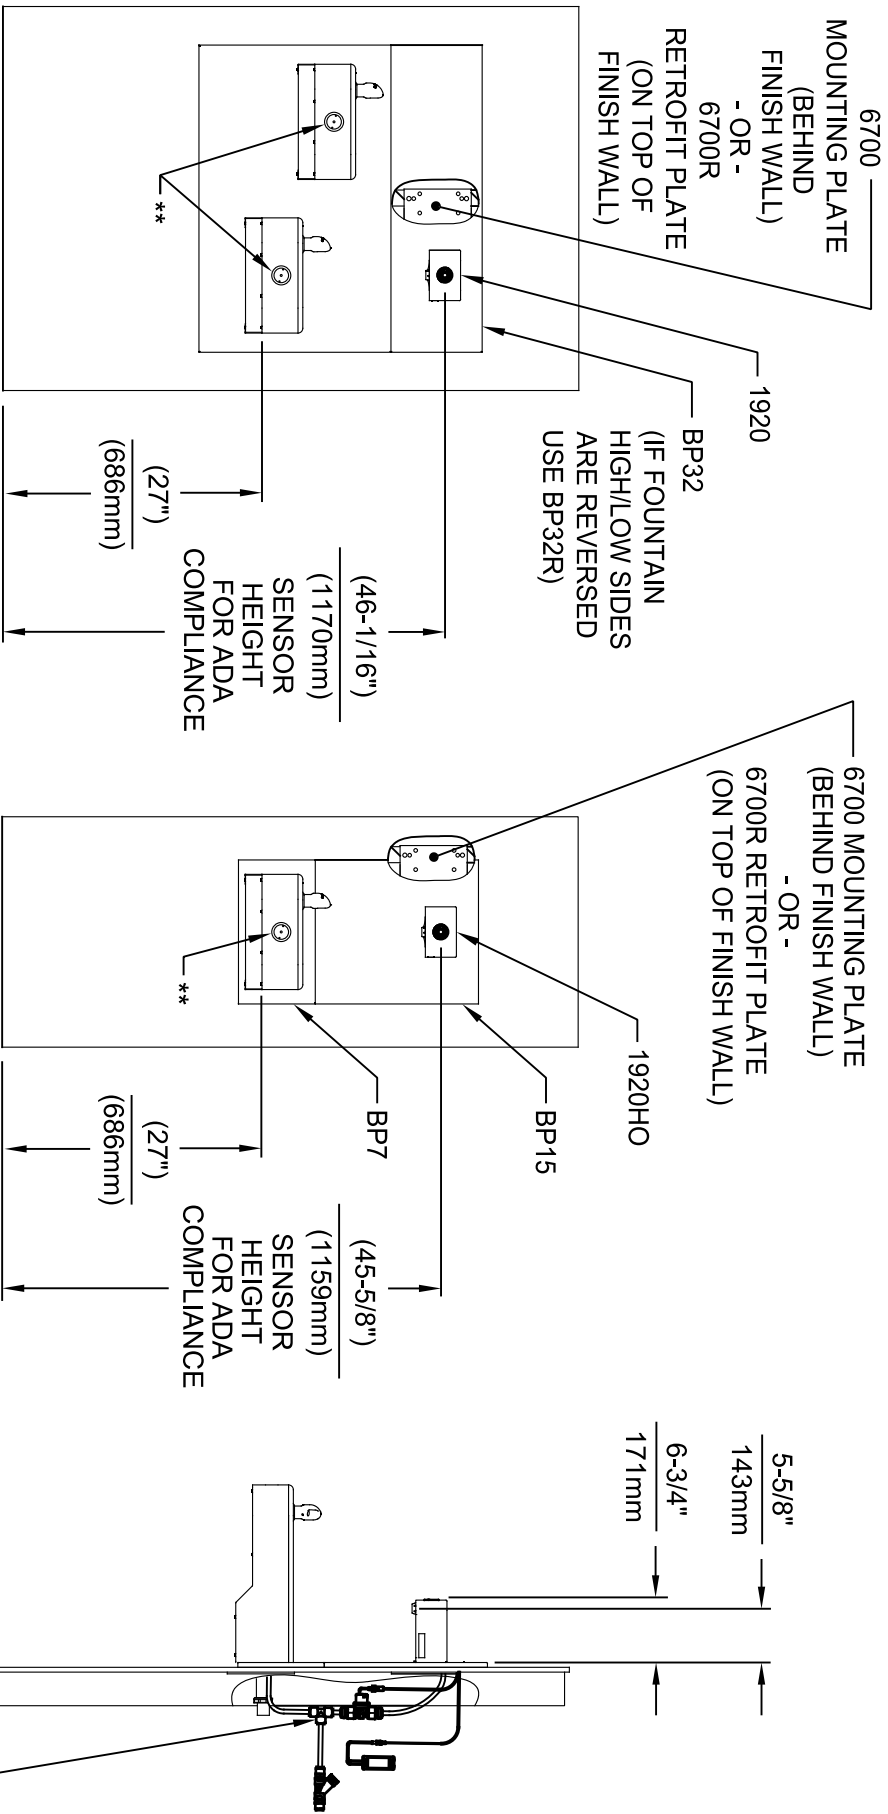 6700
MOUNTING PLATE
(BEHIND
FINISH WALL)
- OR -
6700R
RETROFIT PLATE
(ON TOP OF
FINISH WALL)
1920
BP32
(IF FOUNTAIN
HIGH/LOW SIDES
ARE REVERSED
USE BP32R)
**
(27")
(686mm)
(46-1/16")
(1170mm)
SENSOR
HEIGHT
FOR ADA
COMPLIANCE
6700 MOUNTING PLATE
(BEHIND FINISH WALL)
- OR -
6700R RETROFIT PLATE
(ON TOP OF FINISH WALL)
1920HO
BP15
BP7
**
(27")
(686mm)
(45-5/8")
(1159mm)
SENSOR
HEIGHT
FOR ADA
COMPLIANCE
5-5/8"
143mm
6-3/4"
171mm